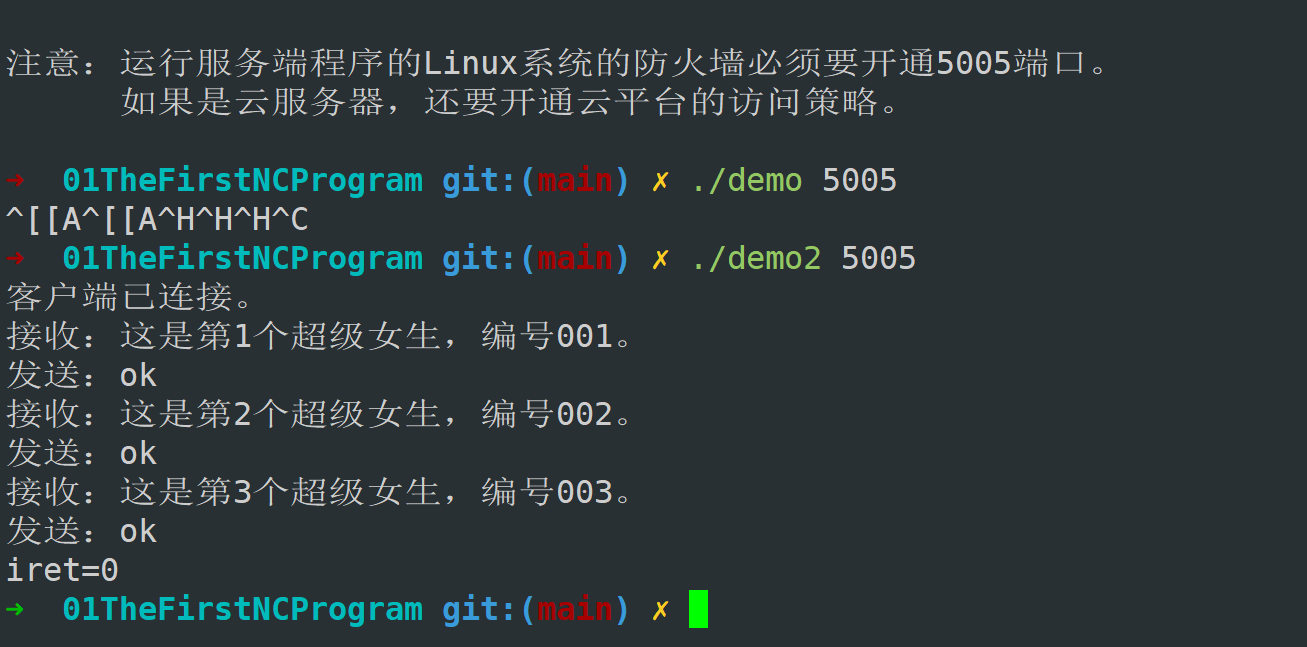 注意：运行服务端程序的Linux系统的防火墙必须要开通5005端口。
如果是云服务器，还要开通云平台的访问策略。
➜  01TheFirstNCProgram git:(main) ✗ ./demo 5005
^[[A^[[A^H^H^H^C
➜  01TheFirstNCProgram git:(main) ✗ ./demo2 5005
客户端已连接。
接收：这是第1个超级女生，编号001。
发送：ok
接收：这是第2个超级女生，编号002。
发送：ok
接收：这是第3个超级女生，编号003。
发送：ok
iret=0
➜  01TheFirstNCProgram git:(main) ✗